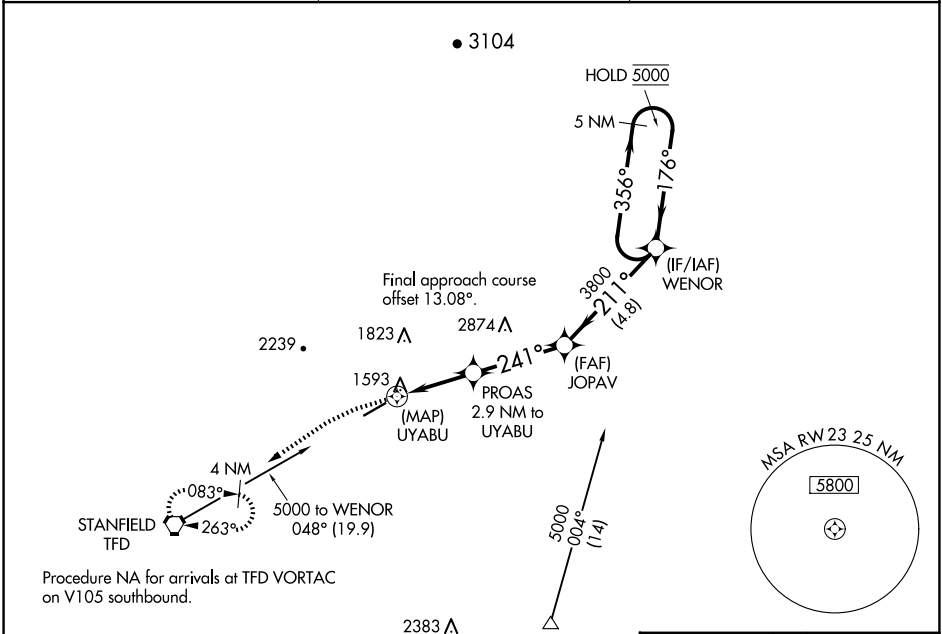 3104
HOLD 5000
5 NM
356°
176°
(IF/IAF)
WENOR
3800
211°
(4.8)
Final approach course
offset 13.08°.
1823
2874
2239
241°
(FAF)
JOPAV
1593
PROAS
2.9 NM to
UYABU
(MAP)
UYABU
MSA RW23 25 NM
5800
4 NM
083°
263°
5000 to WENOR
048° (19.9)
STANFIELD
TFD
5000
004°
(14)
Procedure NA for arrivals at TFD VORTAC
on V105 southbound.
2383